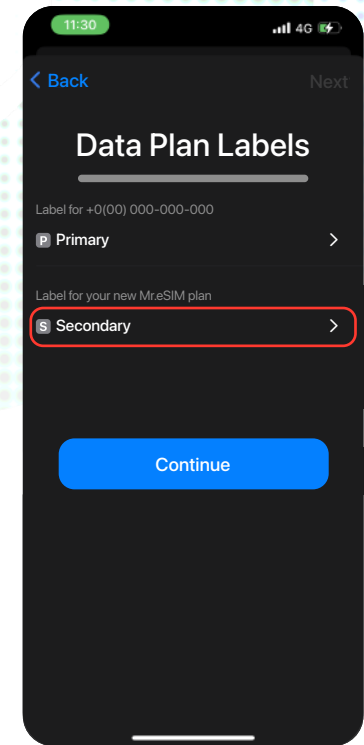 11:30 4G
Back Next
Data Plan Labels
Label for +0(00) 000-000-000
P Primary
Label for your new Mr.eSIM plan
S Secondary
Continue